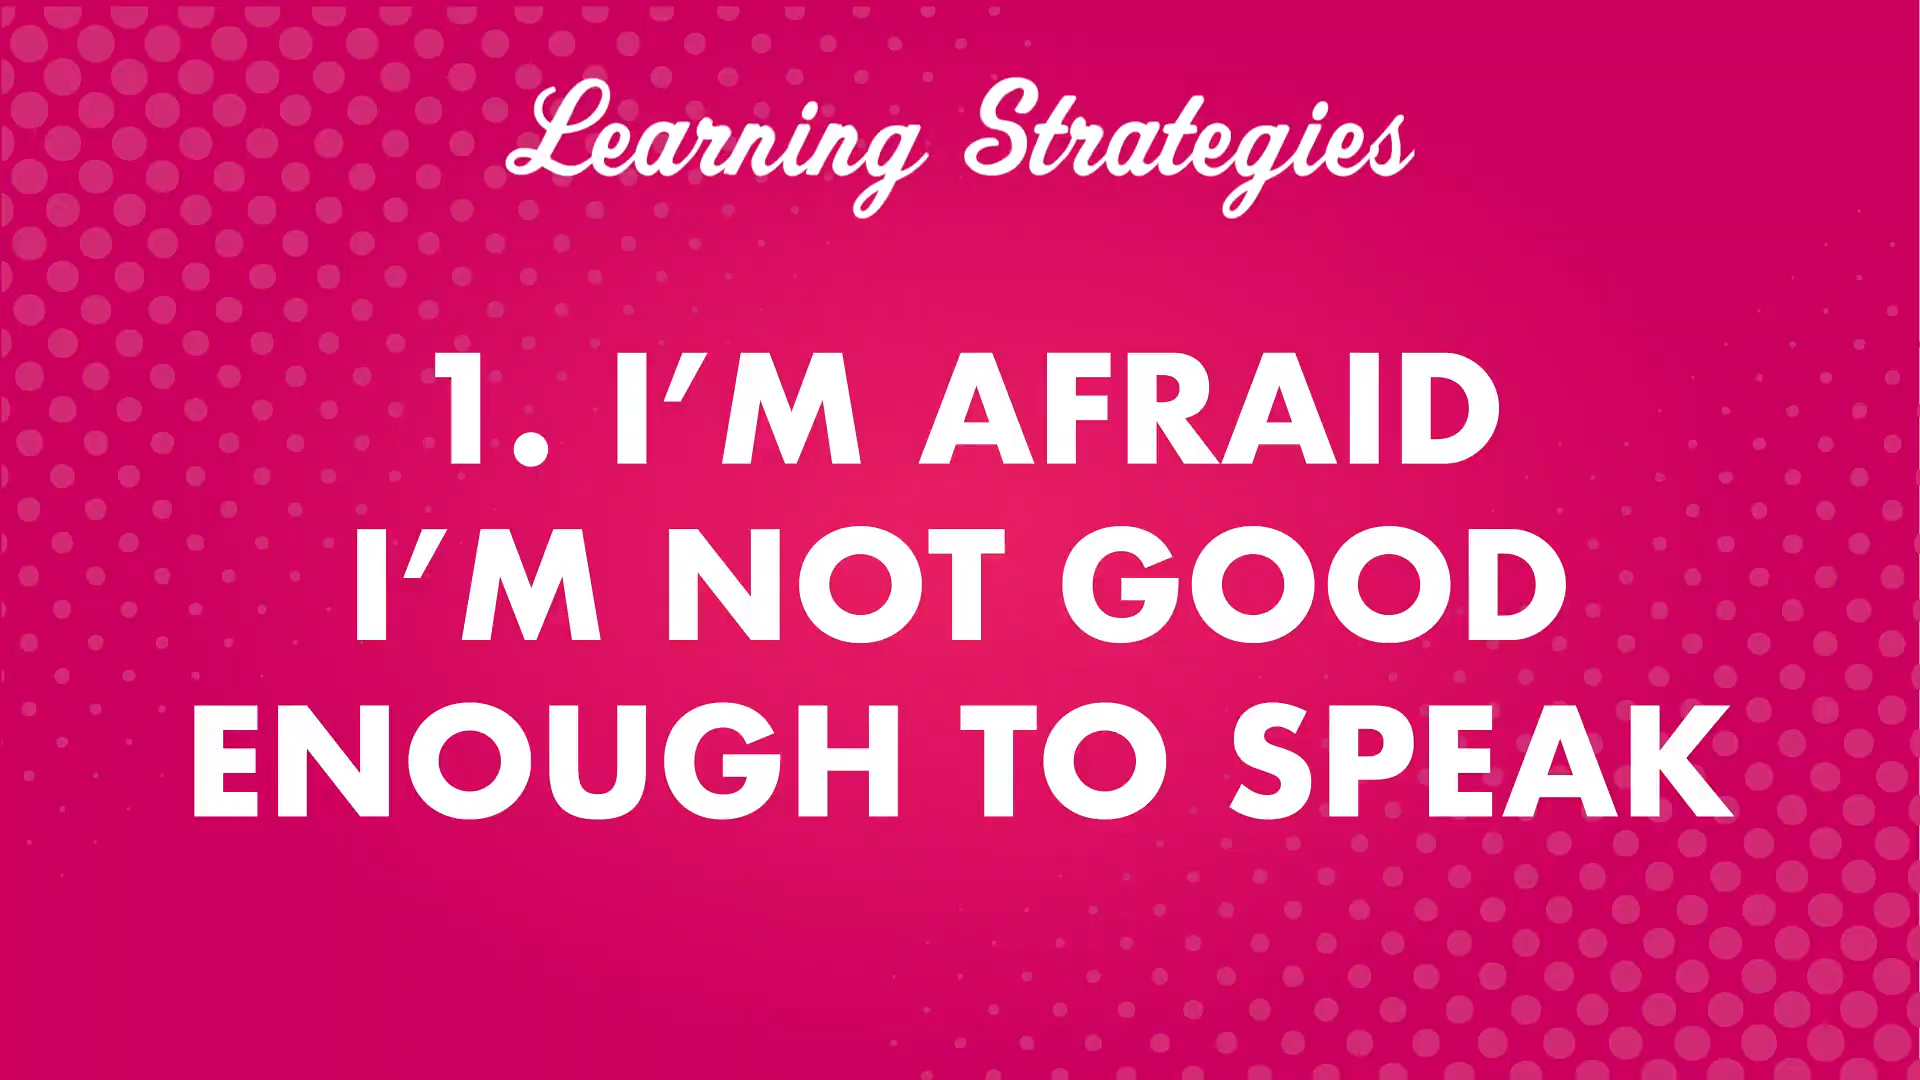 Learning Strategies
1. I’M AFRAID
I’M NOT GOOD
ENOUGH TO SPEAK